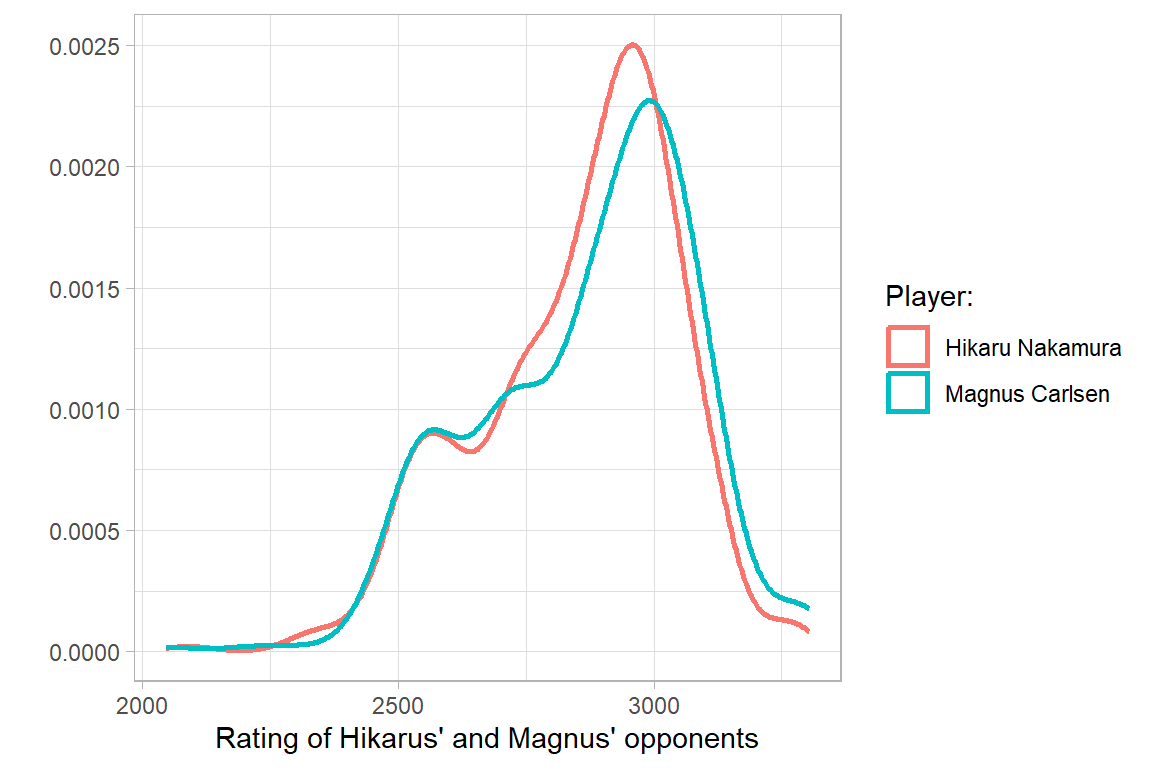 0.0025
0.0020
0.0015
0.0010
0.0005
0.0000
2000 2500 3000
Rating of Hikarus' and Magnus' opponents
Player:
Hikaru Nakamura
Magnus Carlsen